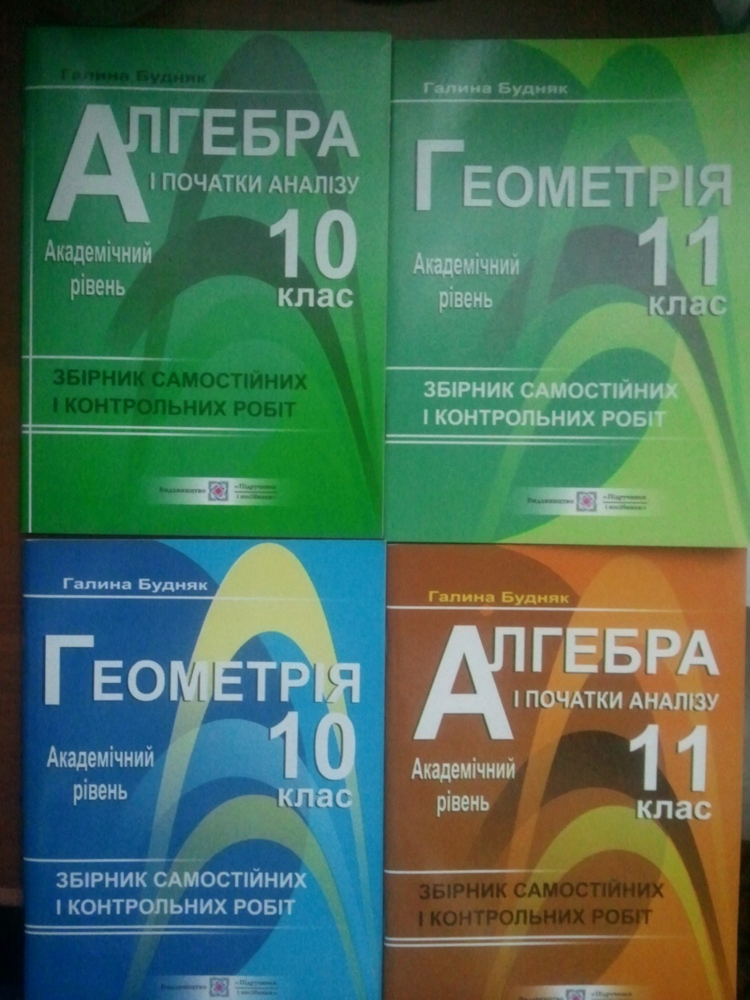 Галина Будняк
АЛГЕБРА
І ПОЧАТКИ АНАЛІЗУ
10
клас
Академічний
рівень
ЗБІРНИК САМОСТІЙНИХ
І КОНТРОЛЬНИХ РОБІТ
Видавництво
«Підручники
і посібники»
Галина Будняк
ГЕОМЕТРІЯ
11
клас
Академічний
рівень
ЗБІРНИК САМОСТІЙНИХ
І КОНТРОЛЬНИХ РОБІТ
Видавництво
«Підручники
і посібники»
Галина Будняк
ГЕОМЕТРІЯ
10
клас
Академічний
рівень
ЗБІРНИК САМОСТІЙНИХ
І КОНТРОЛЬНИХ РОБІТ
Видавництво
«Підручники
і посібники»
Галина Будняк
АЛГЕБРА
І ПОЧАТКИ АНАЛІЗУ
11
клас
Академічний
рівень
ЗБІРНИК САМОСТІЙНИХ
І КОНТРОЛЬНИХ РОБІТ
Видавництво
«Підручники